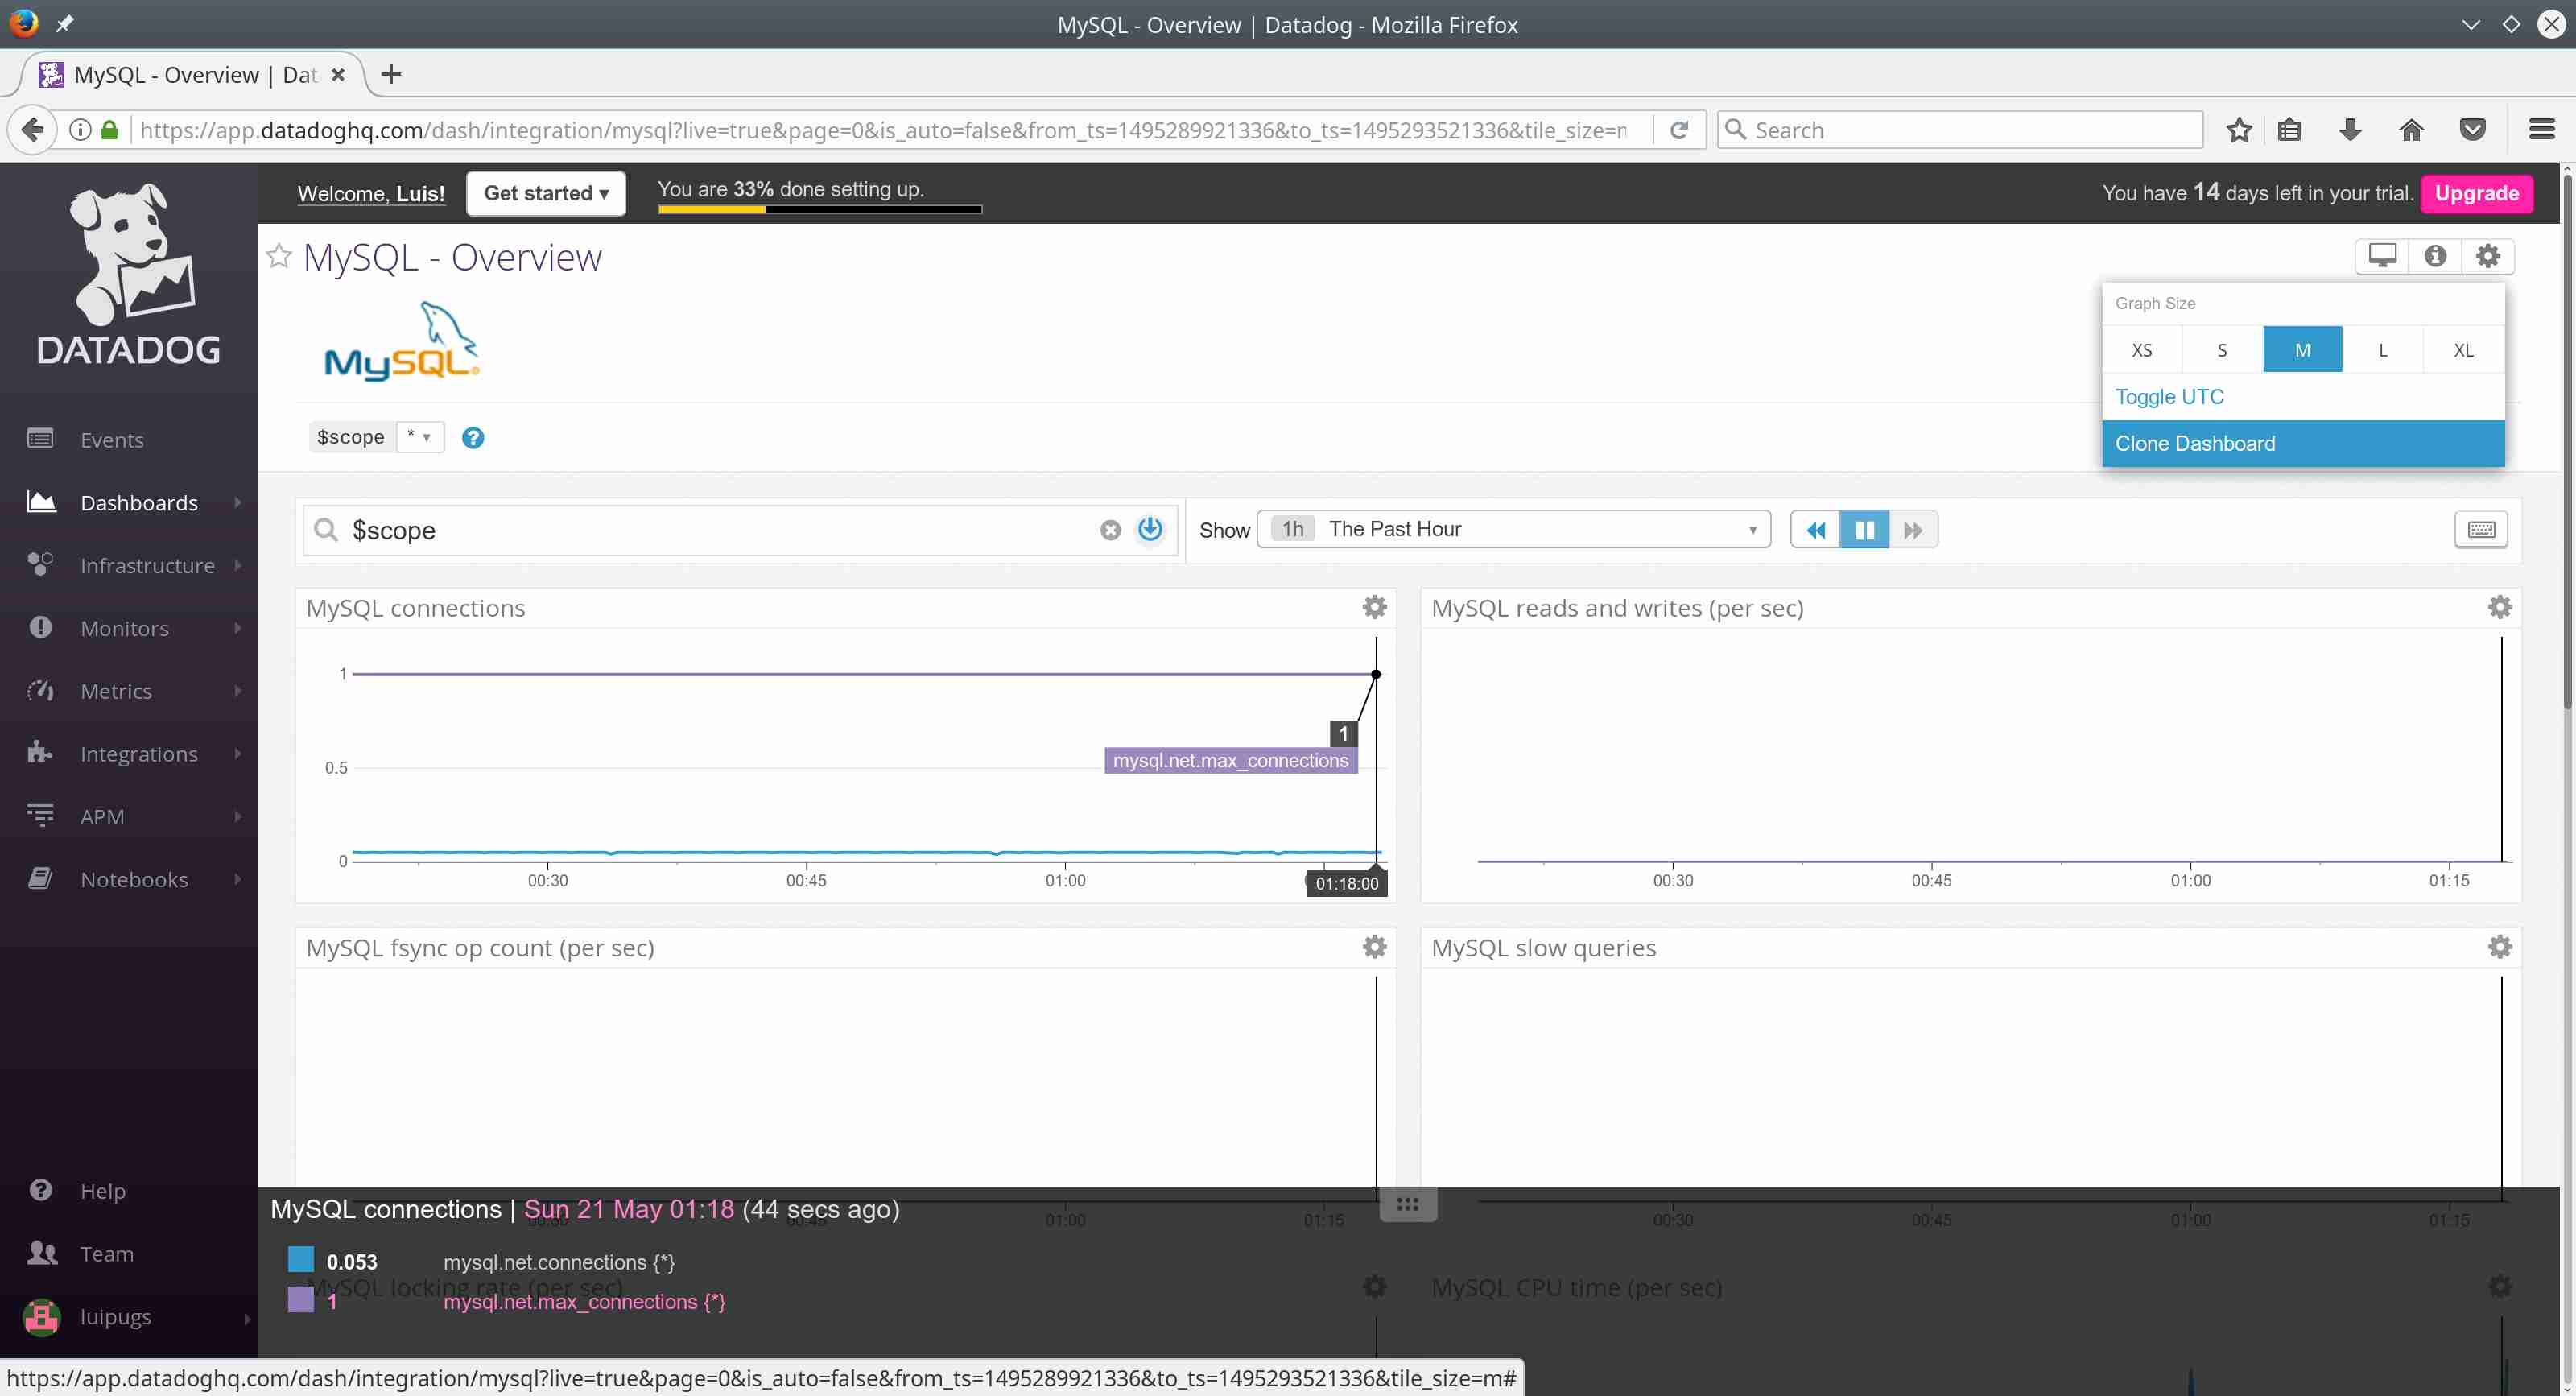 MySQL - Overview | Datadog - Mozilla Firefox
MySQL - Overview | Dat
https://app.datadoghq.com/dash/integration/mysql?live=true&page=0&is_auto=false&from_ts=1495289921336&to_ts=1495293521336&tile_size=m
Search
DATADOG
Welcome, Luis!
Get started ▾
You are 33% done setting up.
You have 14 days left in your trial.
Upgrade
MySQL - Overview
MySQL
Graph Size
XS S M L XL
Toggle UTC
Clone Dashboard
$scope * ▾ ?
Events
Dashboards
Infrastructure
Monitors
Metrics
Integrations
APM
Notebooks
Help
Team
luipugs
$scope
Show 1h The Past Hour
MySQL connections
1
0.5
0
1
mysql.net.max_connections
00:30 00:45 01:00 01:18:00
MySQL reads and writes (per sec)
00:30 00:45 01:00 01:15
MySQL fsync op count (per sec)
00:30 00:45 01:00 01:15
MySQL slow queries
00:30 00:45 01:00 01:15
MySQL connections | Sun 21 May 01:18 (44 secs ago)
0.053 mysql.net.connections {*}
1 mysql.net.max_connections {*}
MySQL locking rate (per sec)
MySQL CPU time (per sec)
https://app.datadoghq.com/dash/integration/mysql?live=true&page=0&is_auto=false&from_ts=1495289921336&to_ts=1495293521336&tile_size=m#